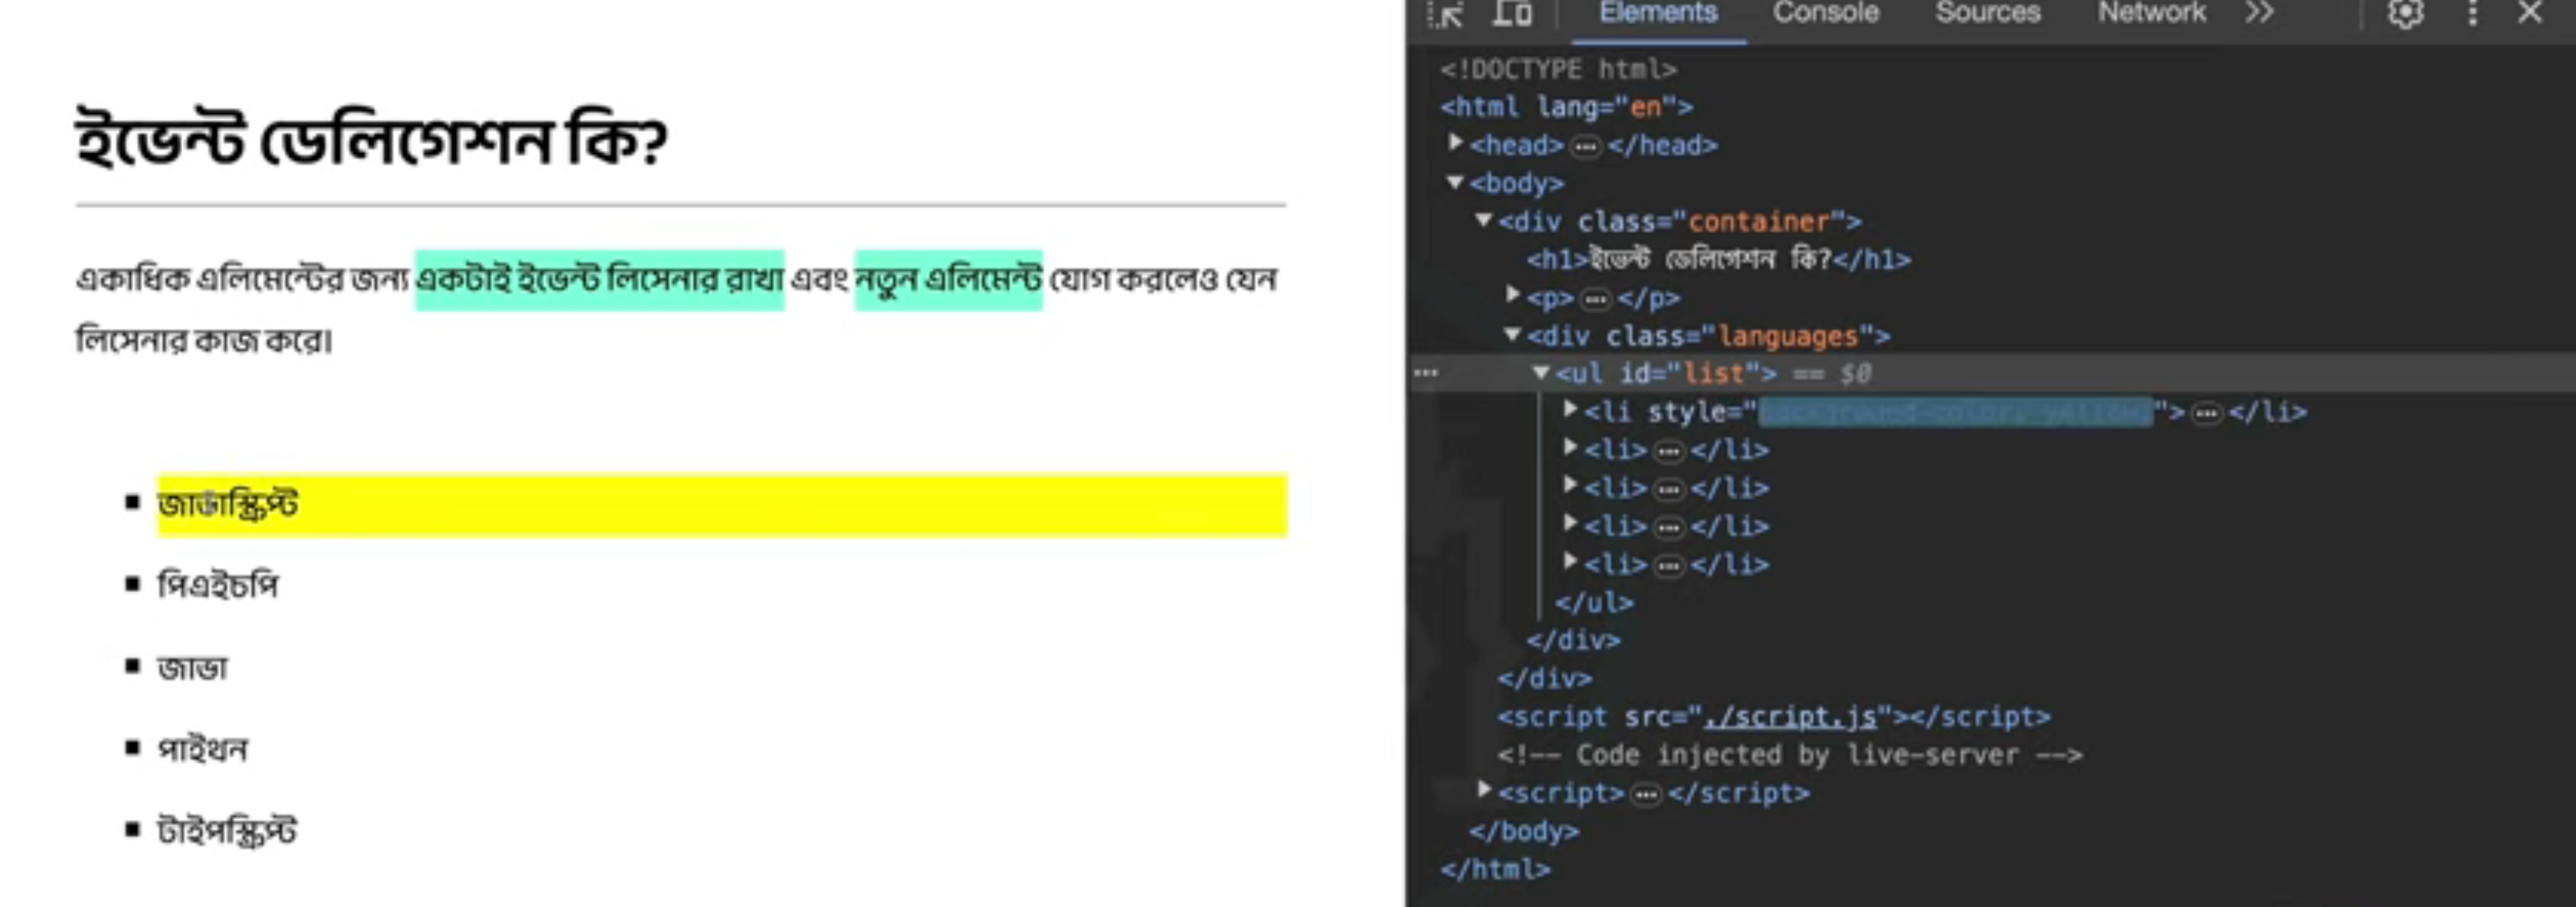 ইভেন্ট ডেলিগেশন কি?
একাধিক এলিমেন্টের জন্য একটাই ইভেন্ট লিসেনার রাখা এবং নতুন এলিমেন্ট যোগ করলেও যেন
লিসেনার কাজ করে।
জাভাস্ক্রিপ্ট
পিএইচপি
জাভা
পাইথন
টাইপস্ক্রিপ্ট
Elements Console Sources Network
<!DOCTYPE html>
<html lang="en">
<head> ⋯ </head>
<body>
<div class="container">
<h1>ইভেন্ট ডেলিগেশন কি?</h1>
<p> ⋯ </p>
<div class="languages">
<ul id="list"> == $0
<li style="background-color: yellow;"> ⋯ </li>
<li> ⋯ </li>
<li> ⋯ </li>
<li> ⋯ </li>
<li> ⋯ </li>
</ul>
</div>
</div>
<script src="./script.js"></script>
<!-- Code injected by live-server -->
<script> ⋯ </script>
</body>
</html>